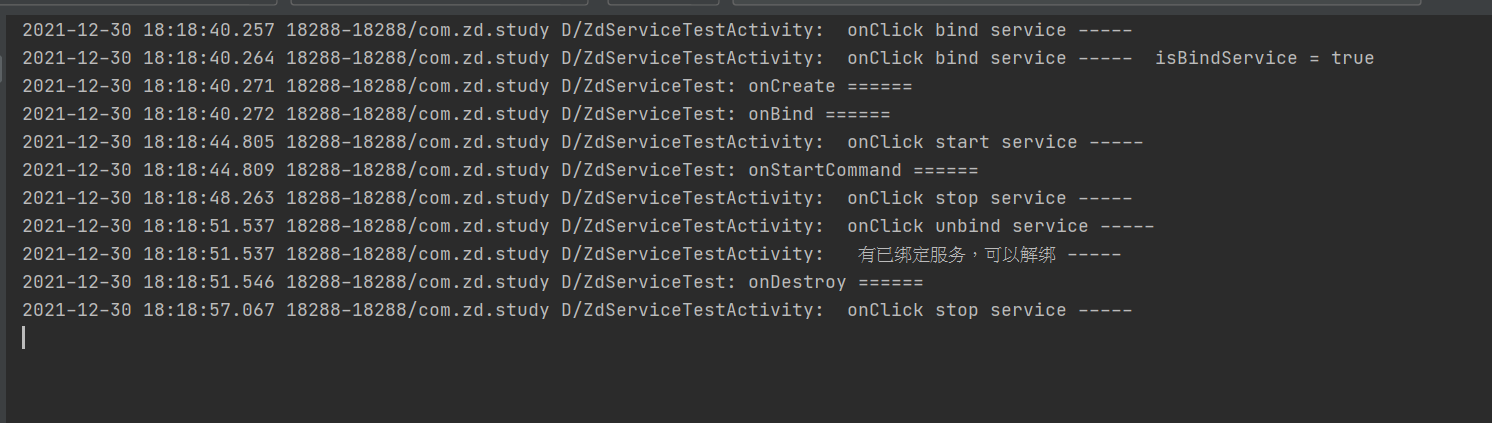 2021-12-30 18:18:40.257 18288-18288/com.zd.study D/ZdServiceTestActivity:  onClick bind service -----
2021-12-30 18:18:40.264 18288-18288/com.zd.study D/ZdServiceTestActivity:  onClick bind service -----  isBindService = true
2021-12-30 18:18:40.271 18288-18288/com.zd.study D/ZdServiceTest: onCreate ======
2021-12-30 18:18:40.272 18288-18288/com.zd.study D/ZdServiceTest: onBind ======
2021-12-30 18:18:44.805 18288-18288/com.zd.study D/ZdServiceTestActivity:  onClick start service -----
2021-12-30 18:18:44.809 18288-18288/com.zd.study D/ZdServiceTest: onStartCommand ======
2021-12-30 18:18:48.263 18288-18288/com.zd.study D/ZdServiceTestActivity:  onClick stop service -----
2021-12-30 18:18:51.537 18288-18288/com.zd.study D/ZdServiceTestActivity:  onClick unbind service -----
2021-12-30 18:18:51.537 18288-18288/com.zd.study D/ZdServiceTestActivity:   有已绑定服务，可以解绑 -----
2021-12-30 18:18:51.546 18288-18288/com.zd.study D/ZdServiceTest: onDestroy ======
2021-12-30 18:18:57.067 18288-18288/com.zd.study D/ZdServiceTestActivity:  onClick stop service -----